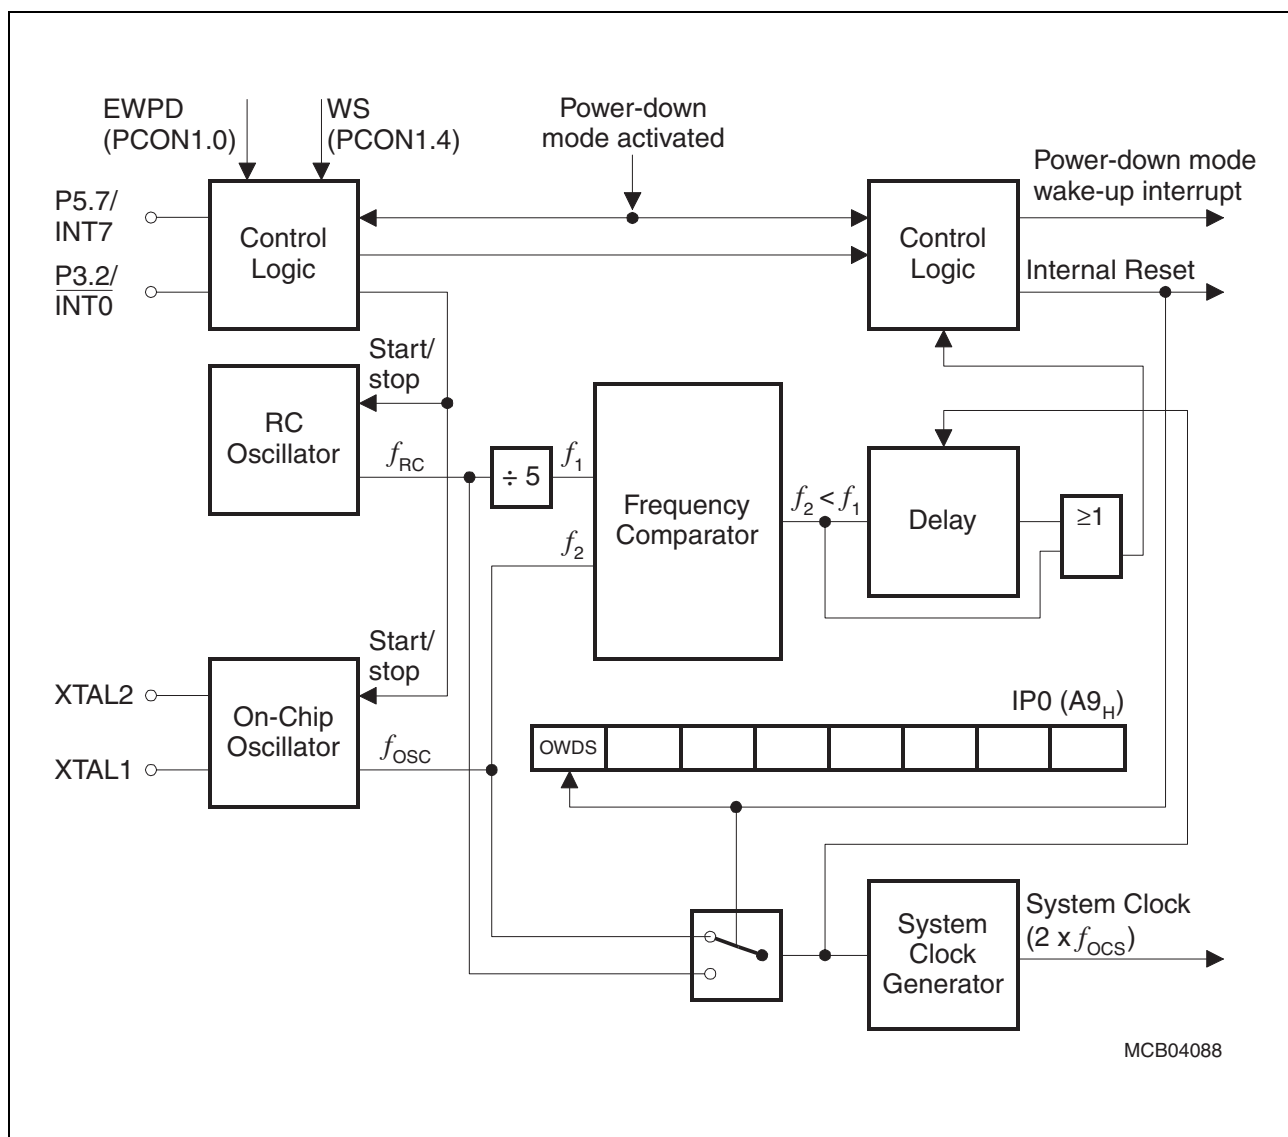 EWPD
(PCON1.0)
WS
(PCON1.4)
Power-down
mode activated
Power-down mode
wake-up interrupt
P5.7/
INT7
P3.2/
INT0
Control
Logic
Control
Logic
Internal Reset
Start/
stop
RC
Oscillator
fRC
÷ 5
f1
f2
Frequency
Comparator
f2 < f1
Delay
≥1
Start/
stop
XTAL2
XTAL1
On-Chip
Oscillator
fOSC
IP0 (A9H)
OWDS
System
Clock
Generator
System Clock
(2 x fOCS)
MCB04088